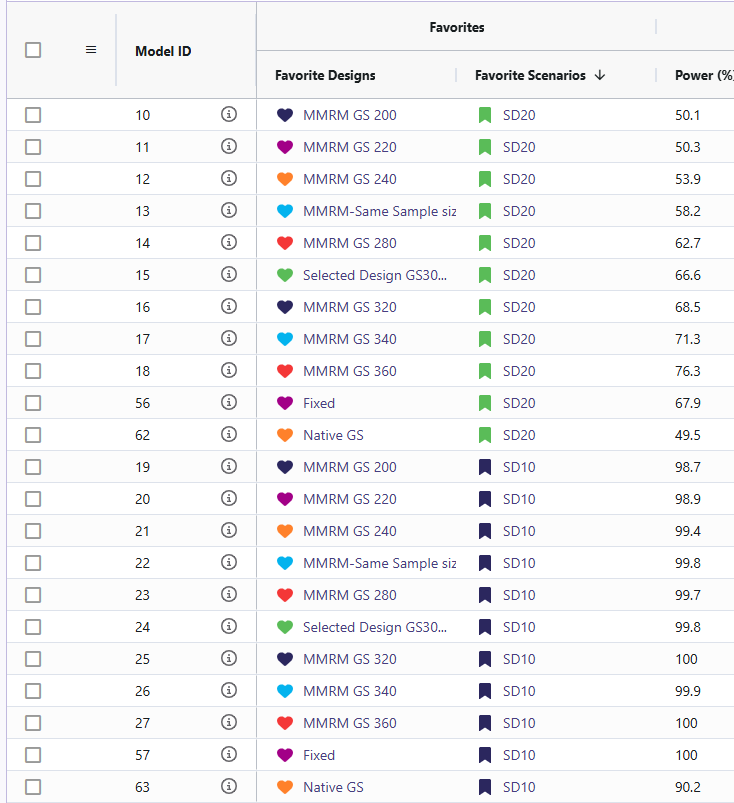 Favorites
Model ID
Favorite Designs Favorite Scenarios Power (%)
10 MMRM GS 200 SD20 50.1
11 MMRM GS 220 SD20 50.3
12 MMRM GS 240 SD20 53.9
13 MMRM-Same Sample siz SD20 58.2
14 MMRM GS 280 SD20 62.7
15 Selected Design GS30... SD20 66.6
16 MMRM GS 320 SD20 68.5
17 MMRM GS 340 SD20 71.3
18 MMRM GS 360 SD20 76.3
56 Fixed SD20 67.9
62 Native GS SD20 49.5
19 MMRM GS 200 SD10 98.7
20 MMRM GS 220 SD10 98.9
21 MMRM GS 240 SD10 99.4
22 MMRM-Same Sample siz SD10 99.8
23 MMRM GS 280 SD10 99.7
24 Selected Design GS30... SD10 99.8
25 MMRM GS 320 SD10 100
26 MMRM GS 340 SD10 99.9
27 MMRM GS 360 SD10 100
57 Fixed SD10 100
63 Native GS SD10 90.2